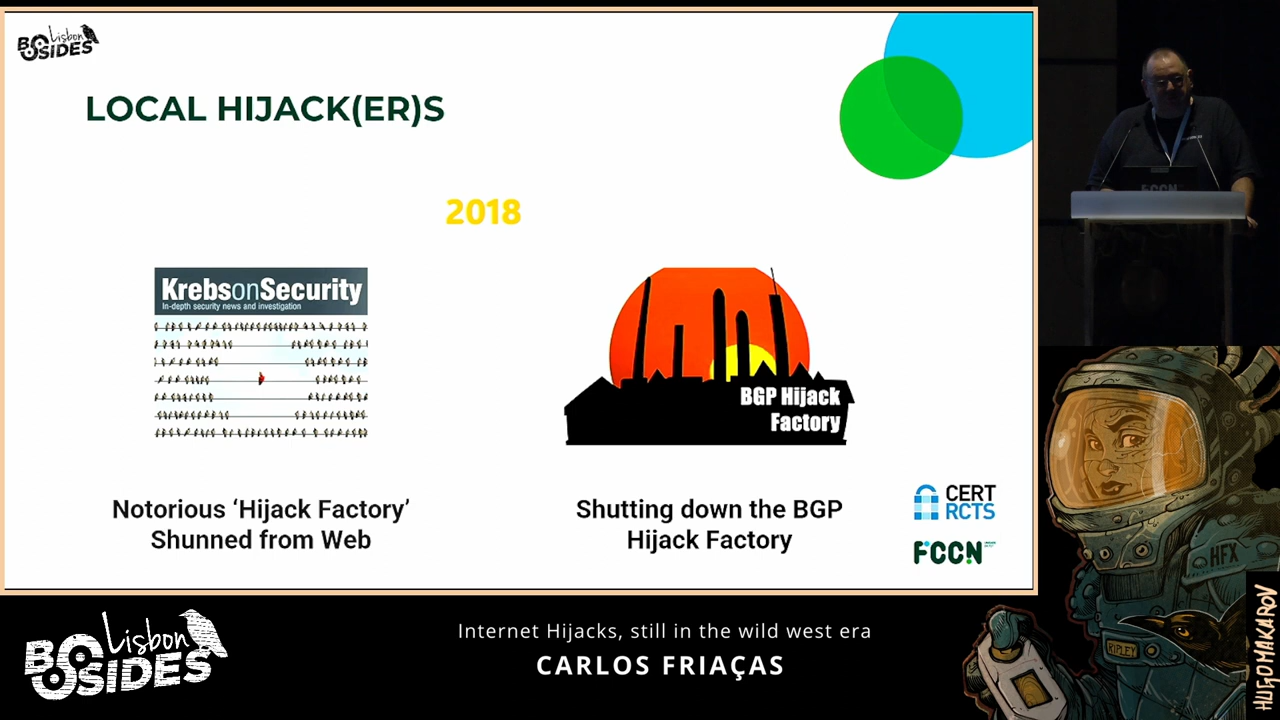 Lisbon
BSIDES
LOCAL HIJACK(ER)S
2018
KrebsonSecurity
In-depth security news and investigation
BGP Hijack
Factory
Notorious ‘Hijack Factory’
Shunned from Web
Shutting down the BGP
Hijack Factory
CERT
RCTS
FCCN
FCCN
HFX
RIPLEY
HUGOMAKAROV
Lisbon
BSIDES
Internet Hijacks, still in the wild west era
CARLOS FRIAÇAS